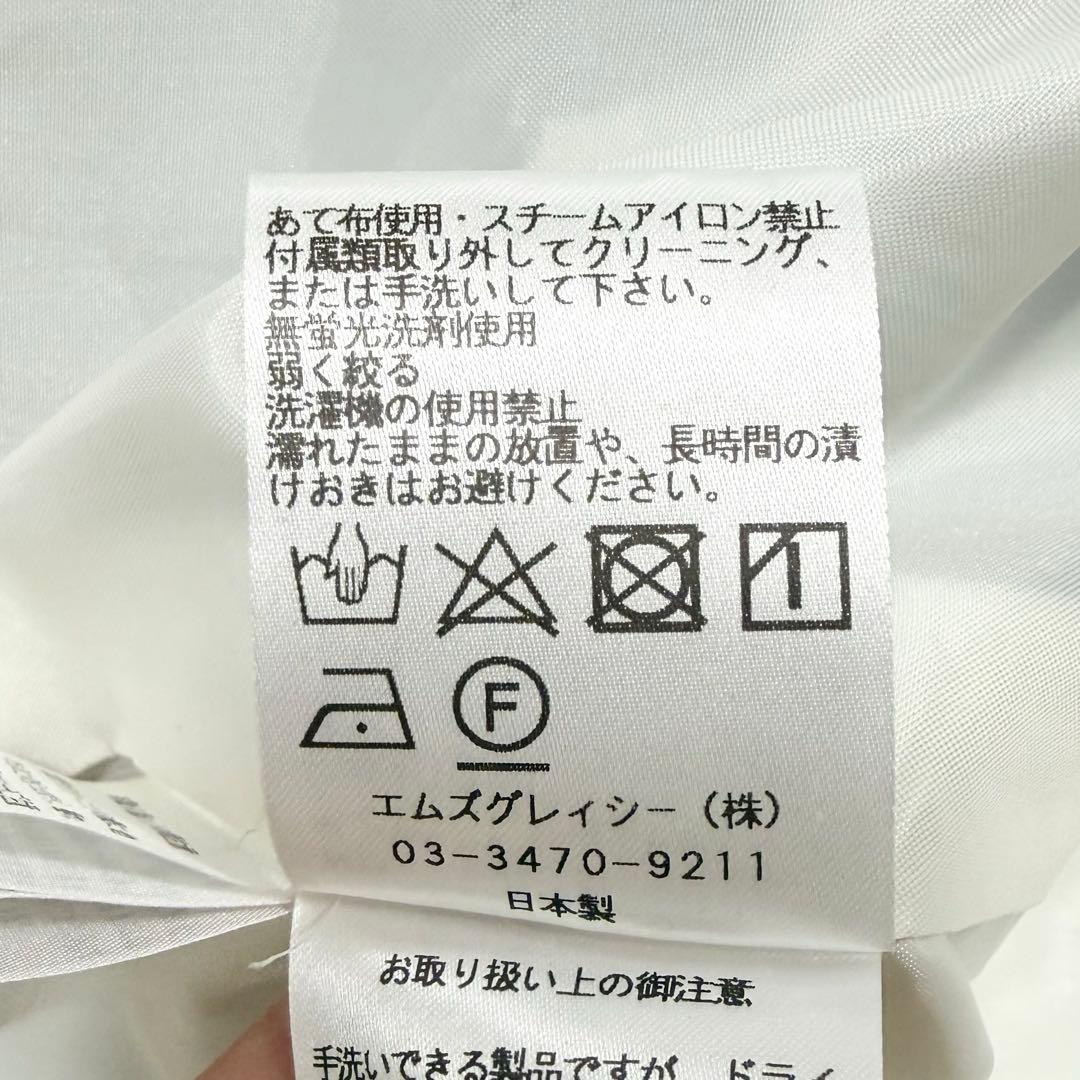 あて布使用・スチームアイロン禁止
付属類取り外してクリーニング、
または手洗いして下さい。
無蛍光洗剤使用
弱く絞る
洗濯機の使用禁止
濡れたままの放置や、長時間の漬
けおきはお避けください。
F
エムズグレィシー（株）
03-3470-9211
日本製
お取り扱い上の御注意
手洗いできる製品ですが、ドライ